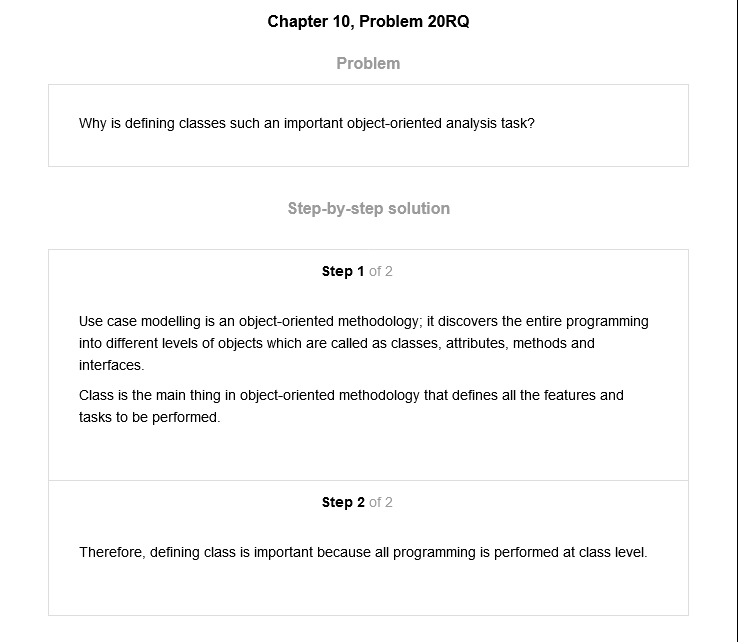 Chapter 10, Problem 20RQ
Problem
Why is defining classes such an important object-oriented analysis task?
Step-by-step solution
Step 1 of 2
Use case modelling is an object-oriented methodology; it discovers the entire programming
into different levels of objects which are called as classes, attributes, methods and
interfaces.
Class is the main thing in object-oriented methodology that defines all the features and
tasks to be performed.
Step 2 of 2
Therefore, defining class is important because all programming is performed at class level.